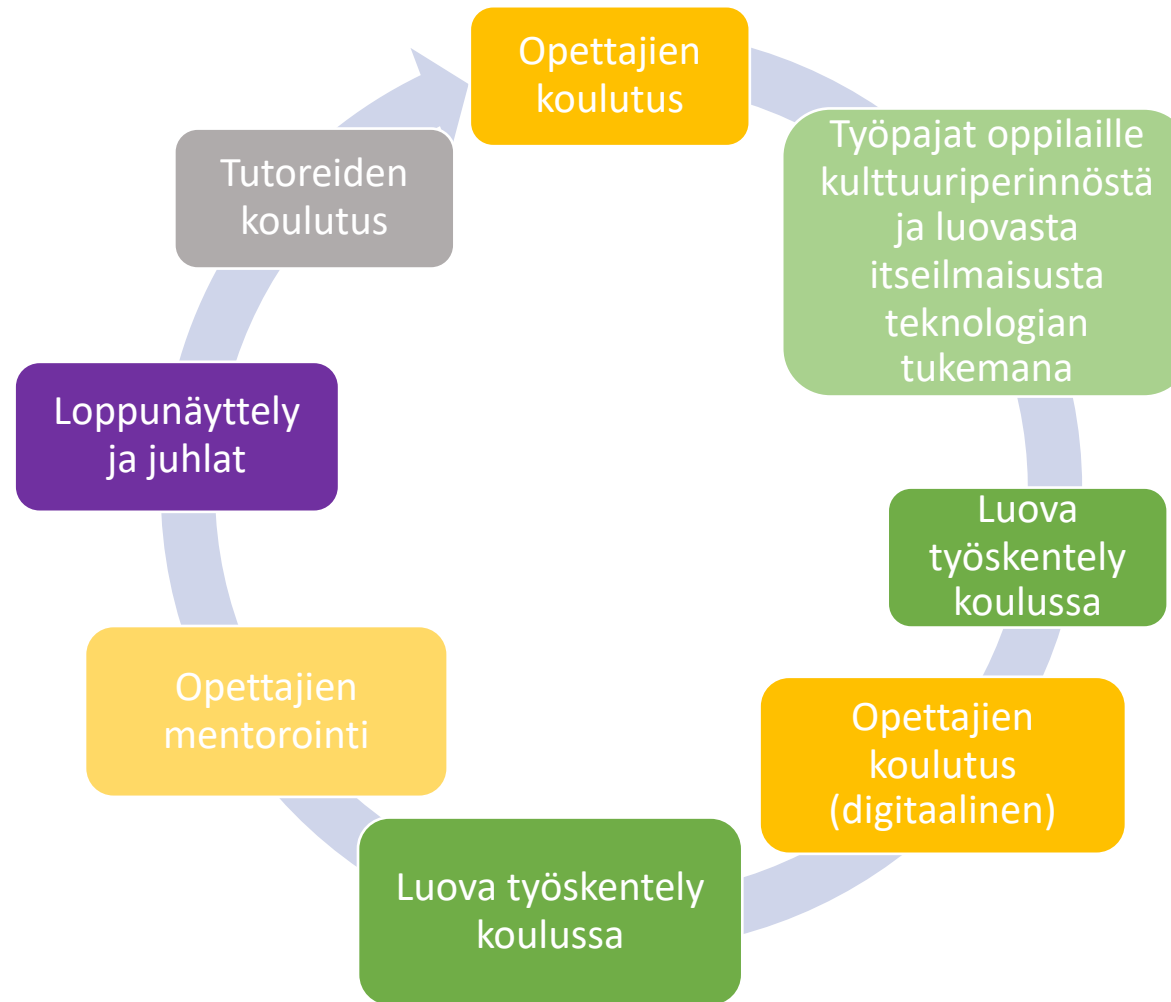 Opettajien
koulutus
Työpajat oppilaille
kulttuuriperinnöstä
ja luovasta
itseilmaisusta
teknologian
tukemana
Luova
työskentely
koulussa
Opettajien
koulutus
(digitaalinen)
Luova työskentely
koulussa
Opettajien
mentorointi
Loppunäyttely
ja juhlat
Tutoreiden
koulutus